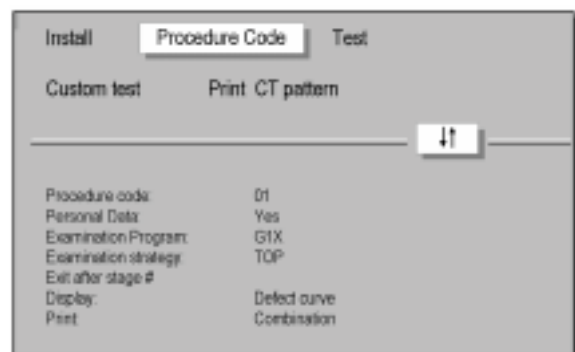 Install Procedure Code Test
Custom test Print CT pattern
↓↑
Procedure code: 01
Personal Data: Yes
Examination Program: G1X
Examination strategy: TOP
Exit after stage #
Display: Defect curve
Print: Combination